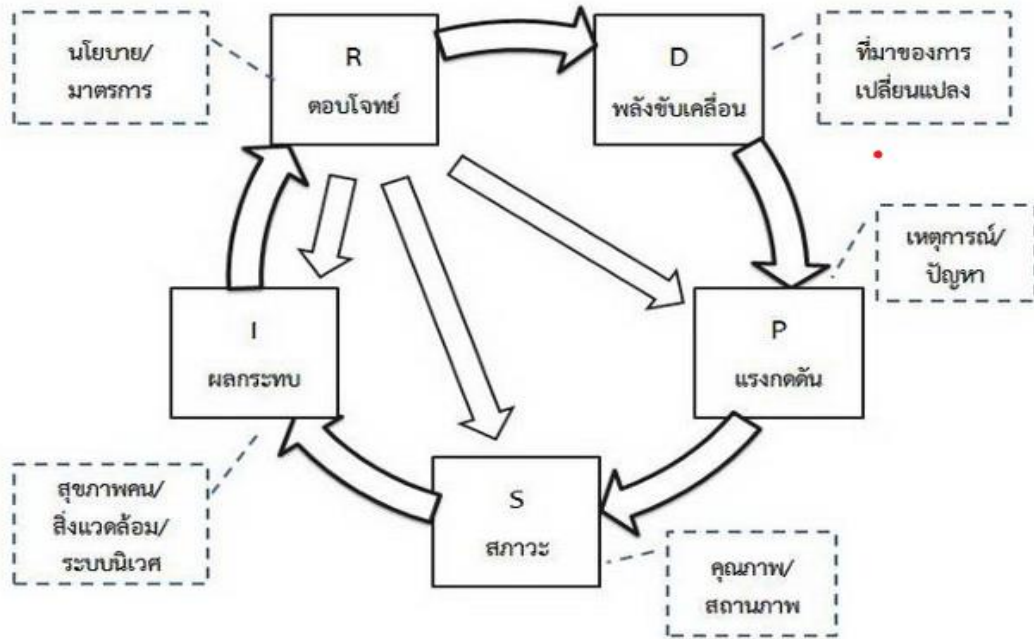 นโยบาย/
มาตรการ
R
ตอบโจทย์
D
พลังขับเคลื่อน
ที่มาของการ
เปลี่ยนแปลง
เหตุการณ์/
ปัญหา
I
ผลกระทบ
P
แรงกดดัน
สุขภาพคน/
สิ่งแวดล้อม/
ระบบนิเวศ
S
สภาวะ
คุณภาพ/
สถานภาพ